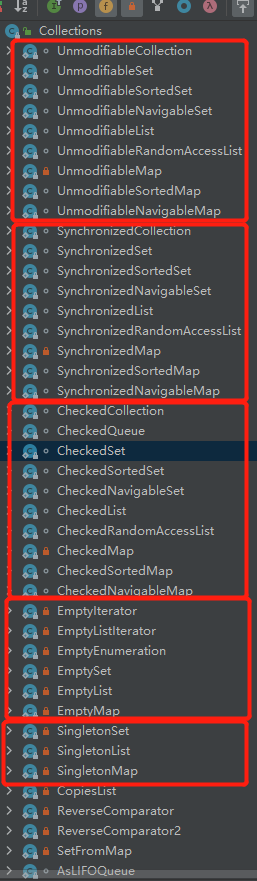 Collections
UnmodifiableCollection
UnmodifiableSet
UnmodifiableSortedSet
UnmodifiableNavigableSet
UnmodifiableList
UnmodifiableRandomAccessList
UnmodifiableMap
UnmodifiableSortedMap
UnmodifiableNavigableMap
SynchronizedCollection
SynchronizedSet
SynchronizedSortedSet
SynchronizedNavigableSet
SynchronizedList
SynchronizedRandomAccessList
SynchronizedMap
SynchronizedSortedMap
SynchronizedNavigableMap
CheckedCollection
CheckedQueue
CheckedSet
CheckedSortedSet
CheckedNavigableSet
CheckedList
CheckedRandomAccessList
CheckedMap
CheckedSortedMap
CheckedNavigableMap
EmptyIterator
EmptyListIterator
EmptyEnumeration
EmptySet
EmptyList
EmptyMap
SingletonSet
SingletonList
SingletonMap
CopiesList
ReverseComparator
ReverseComparator2
SetFromMap
AsLIFOQueue